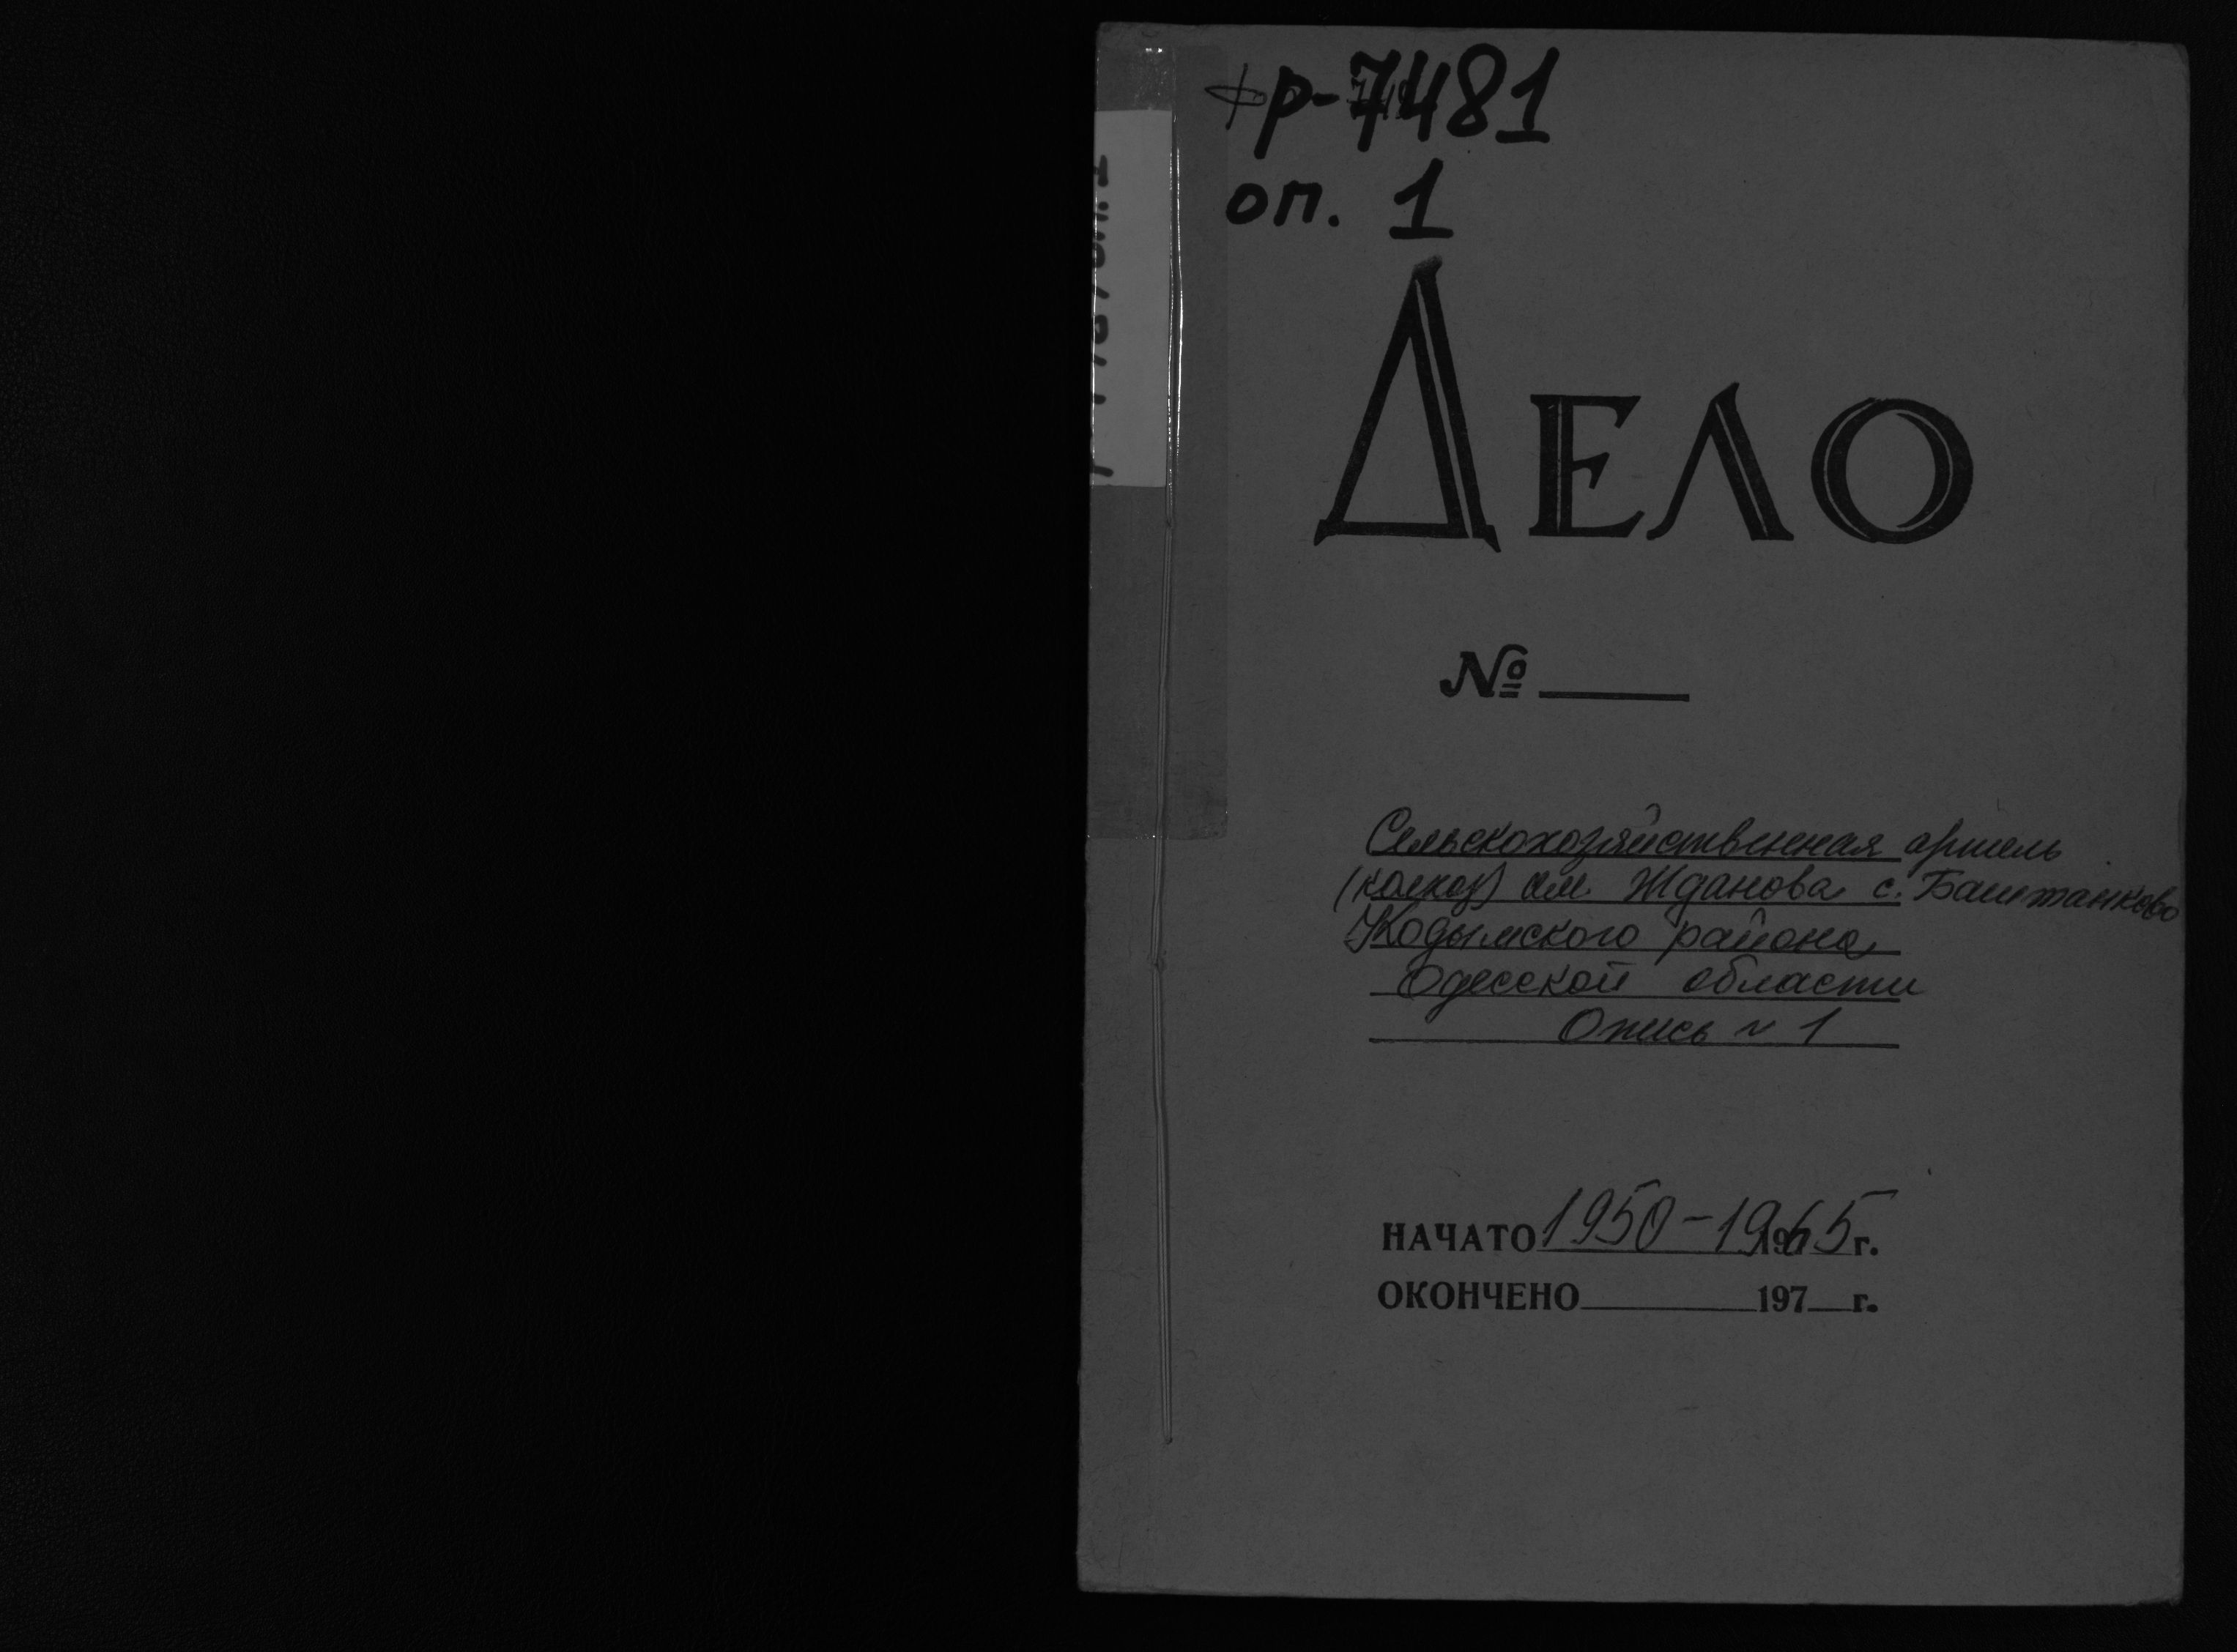 ф р-7481
оп. 1
ДЕЛО
№
Сельскохозяйственная артель
(колхоз) им. Жданова с. Баштанково
Кодымского района
Одесской области
Опись № 1
НАЧАТО 1950-1965 г.
ОКОНЧЕНО 197 г.